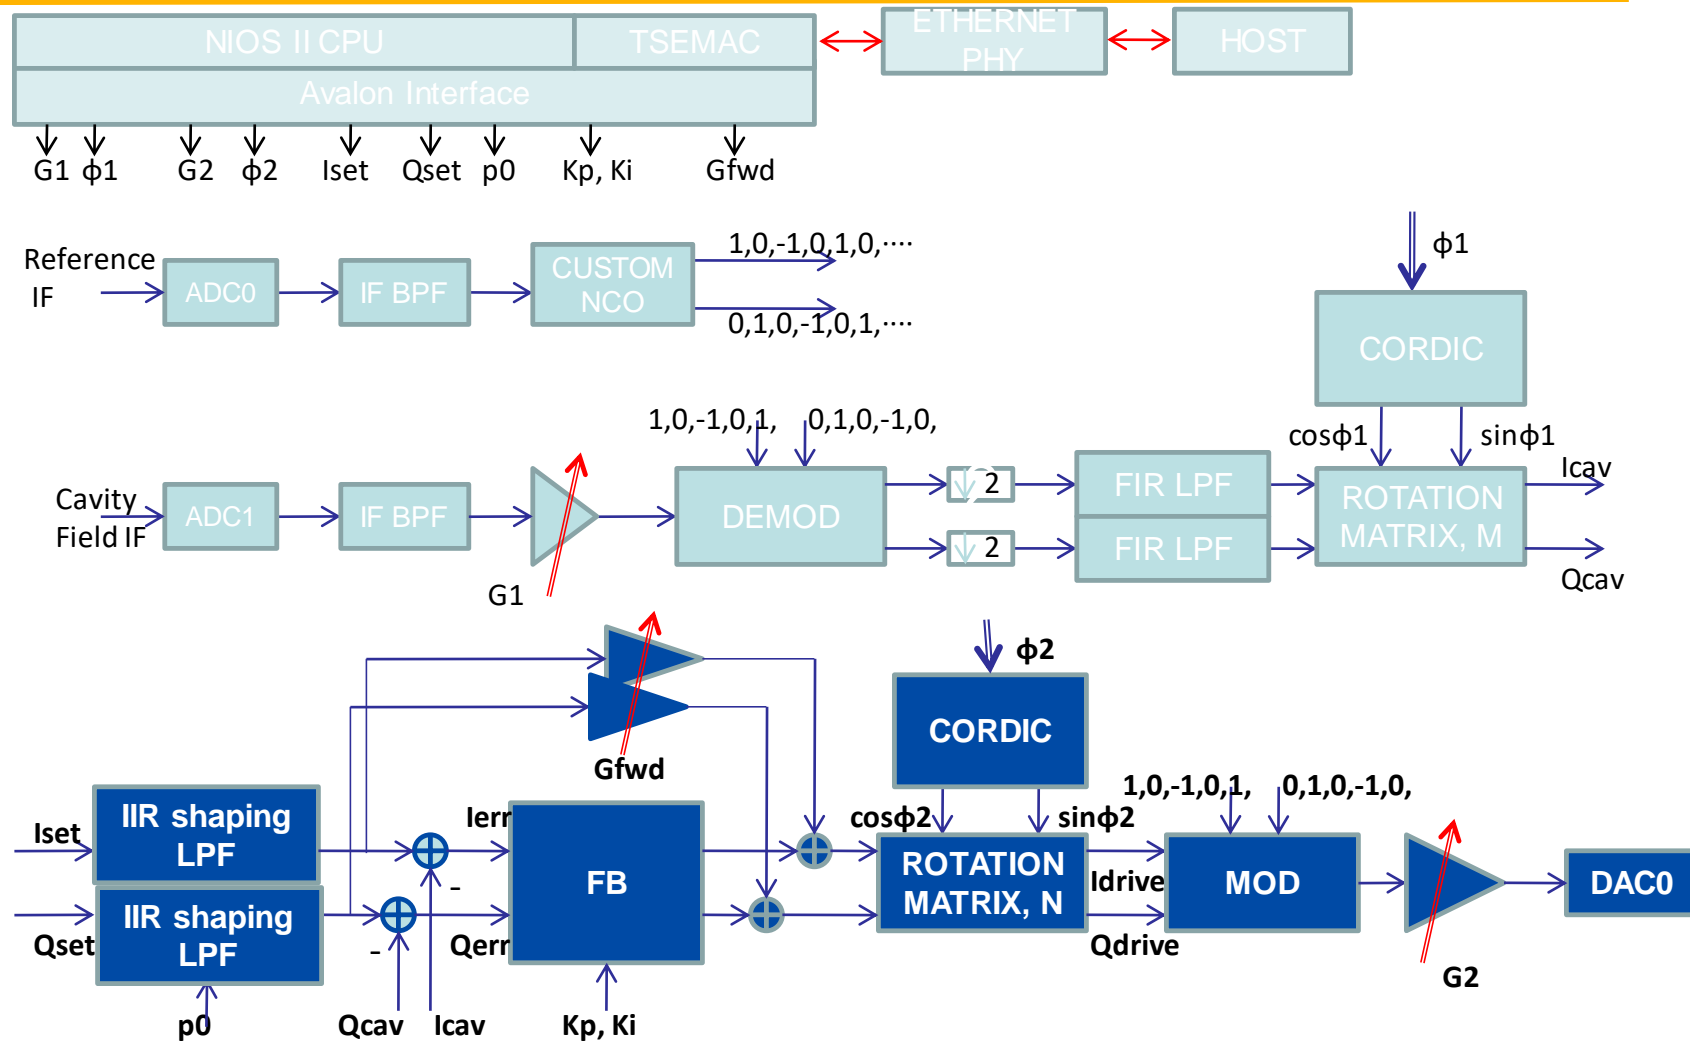 NIOS II CPU
TSEMAC
ETHERNET
PHY
HOST
Avalon Interface
G1 ϕ1 G2 ϕ2 Iset Qset p0 Kp, Ki Gfwd
Reference
IF
ADC0
IF BPF
CUSTOM
NCO
1,0,-1,0,1,0,....
0,1,0,-1,0,1,....
ϕ1
CORDIC
cosϕ1
sinϕ1
Cavity
Field IF
ADC1
IF BPF
G1
1,0,-1,0,1,
0,1,0,-1,0,
DEMOD
2
2
FIR LPF
FIR LPF
ROTATION
MATRIX, M
Icav
Qcav
Gfwd
ϕ2
CORDIC
cosϕ2
sinϕ2
Iset
Qset
IIR shaping
LPF
IIR shaping
LPF
p0
-
-
Qcav
Icav
Ierr
Qerr
FB
Kp, Ki
ROTATION
MATRIX, N
Idrive
Qdrive
1,0,-1,0,1,
0,1,0,-1,0,
MOD
G2
DAC0